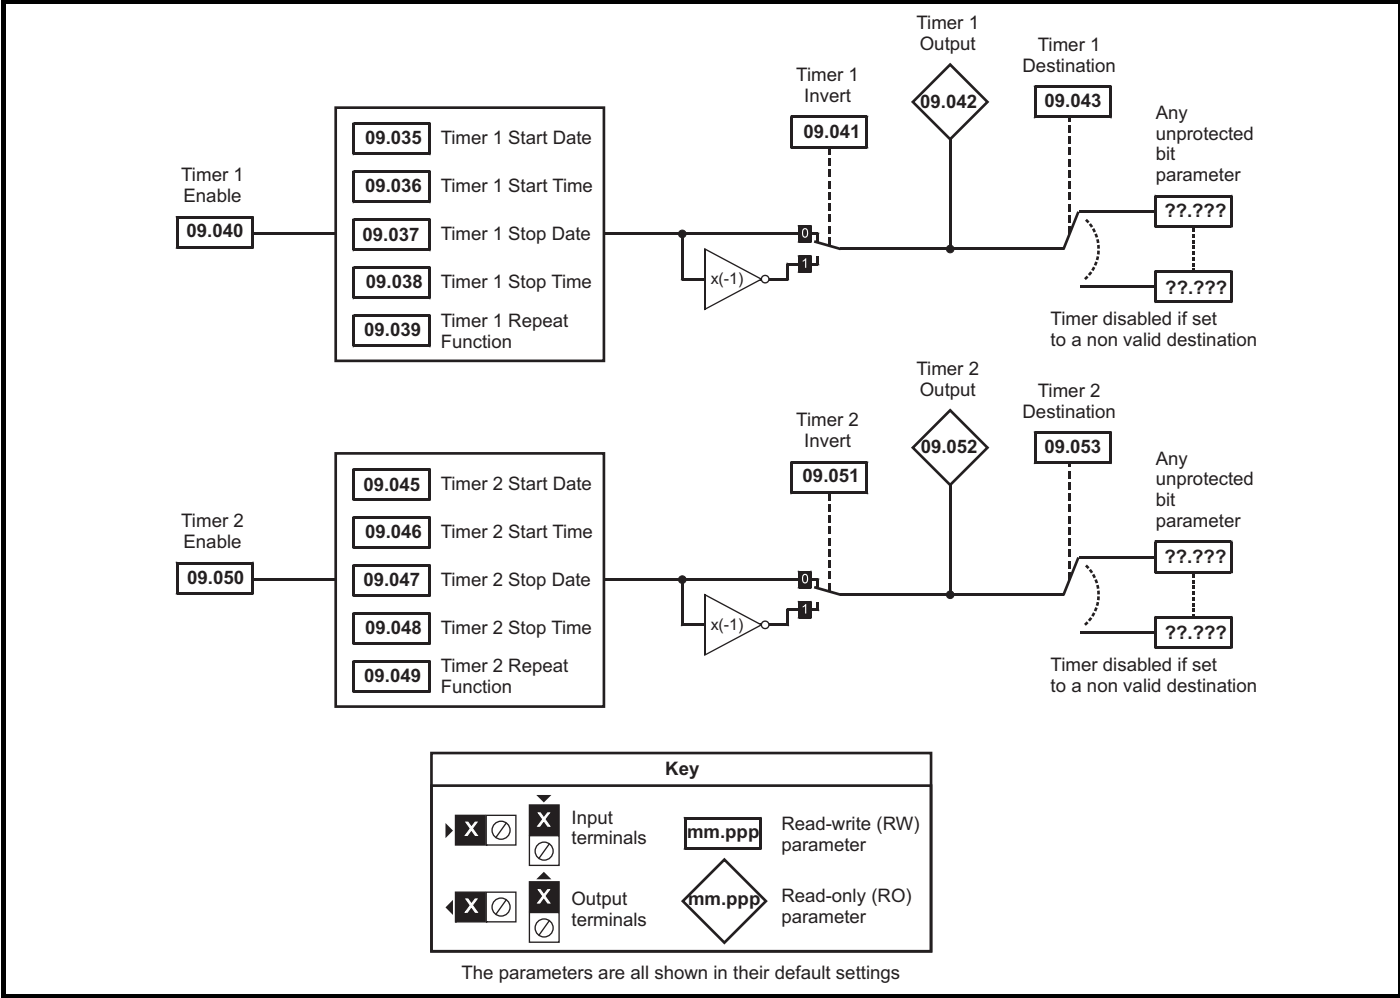 Timer 1
Enable
09.040
09.035 Timer 1 Start Date
09.036 Timer 1 Start Time
09.037 Timer 1 Stop Date
09.038 Timer 1 Stop Time
09.039 Timer 1 Repeat
Function
x(-1)
0
1
Timer 1
Invert
09.041
Timer 1
Output
09.042
Timer 1
Destination
09.043
Any
unprotected
bit
parameter
??.???
??.???
Timer disabled if set
to a non valid destination
Timer 2
Enable
09.050
09.045 Timer 2 Start Date
09.046 Timer 2 Start Time
09.047 Timer 2 Stop Date
09.048 Timer 2 Stop Time
09.049 Timer 2 Repeat
Function
x(-1)
0
1
Timer 2
Invert
09.051
Timer 2
Output
09.052
Timer 2
Destination
09.053
Any
unprotected
bit
parameter
??.???
??.???
Timer disabled if set
to a non valid destination
Key
X
X
Input
terminals
mm.ppp
Read-write (RW)
parameter
X
X
Output
terminals
mm.ppp
Read-only (RO)
parameter
The parameters are all shown in their default settings